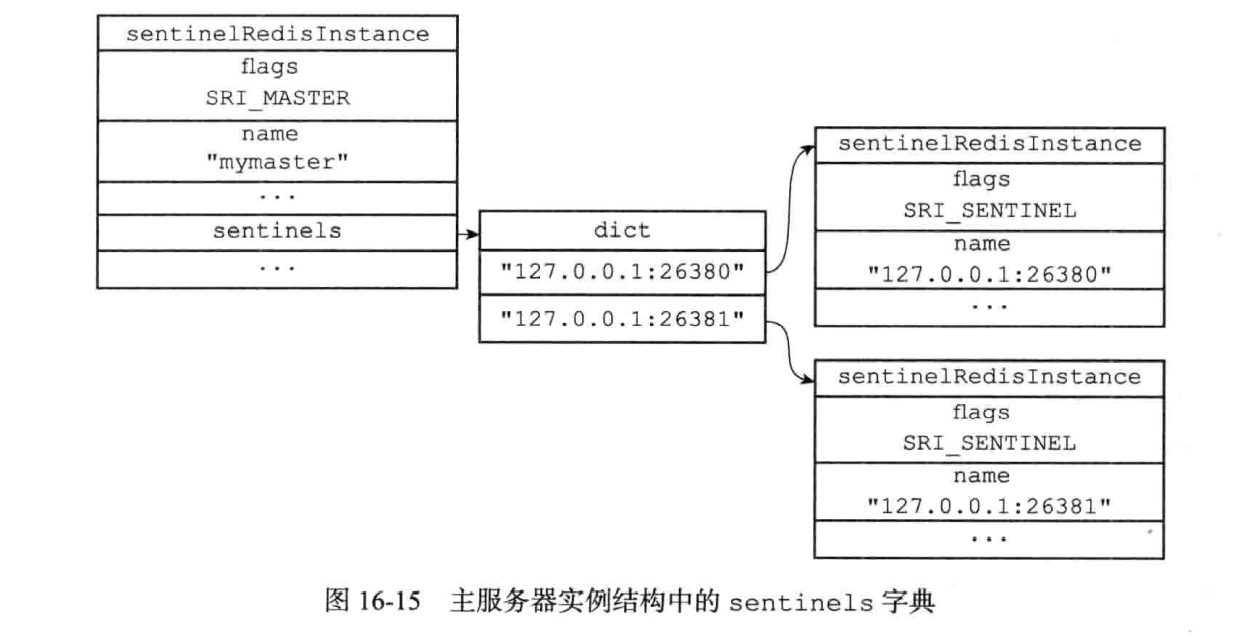 sentinelRedisInstance
flags
SRI_MASTER
name
"mymaster"
...
sentinels
...
dict
"127.0.0.1:26380"
"127.0.0.1:26381"
sentinelRedisInstance
flags
SRI_SENTINEL
name
"127.0.0.1:26380"
...
sentinelRedisInstance
flags
SRI_SENTINEL
name
"127.0.0.1:26381"
...
图 16-15 主服务器实例结构中的 sentinels 字典